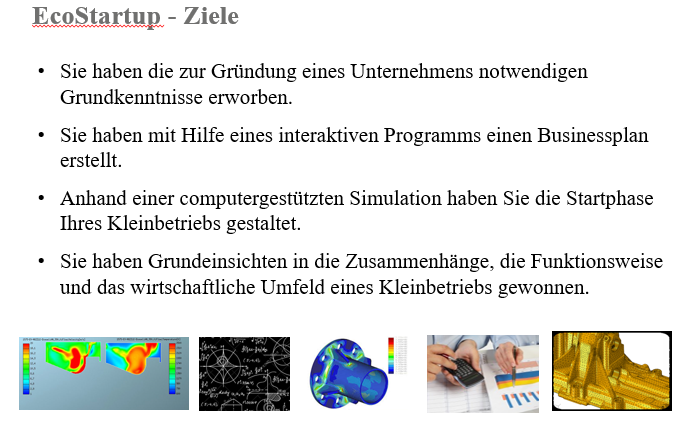 EcoStartup - Ziele
• Sie haben die zur Gründung eines Unternehmens notwendigen
Grundkenntnisse erworben.
• Sie haben mit Hilfe eines interaktiven Programms einen Businessplan
erstellt.
• Anhand einer computergestützten Simulation haben Sie die Startphase
Ihres Kleinbetriebs gestaltet.
• Sie haben Grundeinsichten in die Zusammenhänge, die Funktionsweise
und das wirtschaftliche Umfeld eines Kleinbetriebs gewonnen.